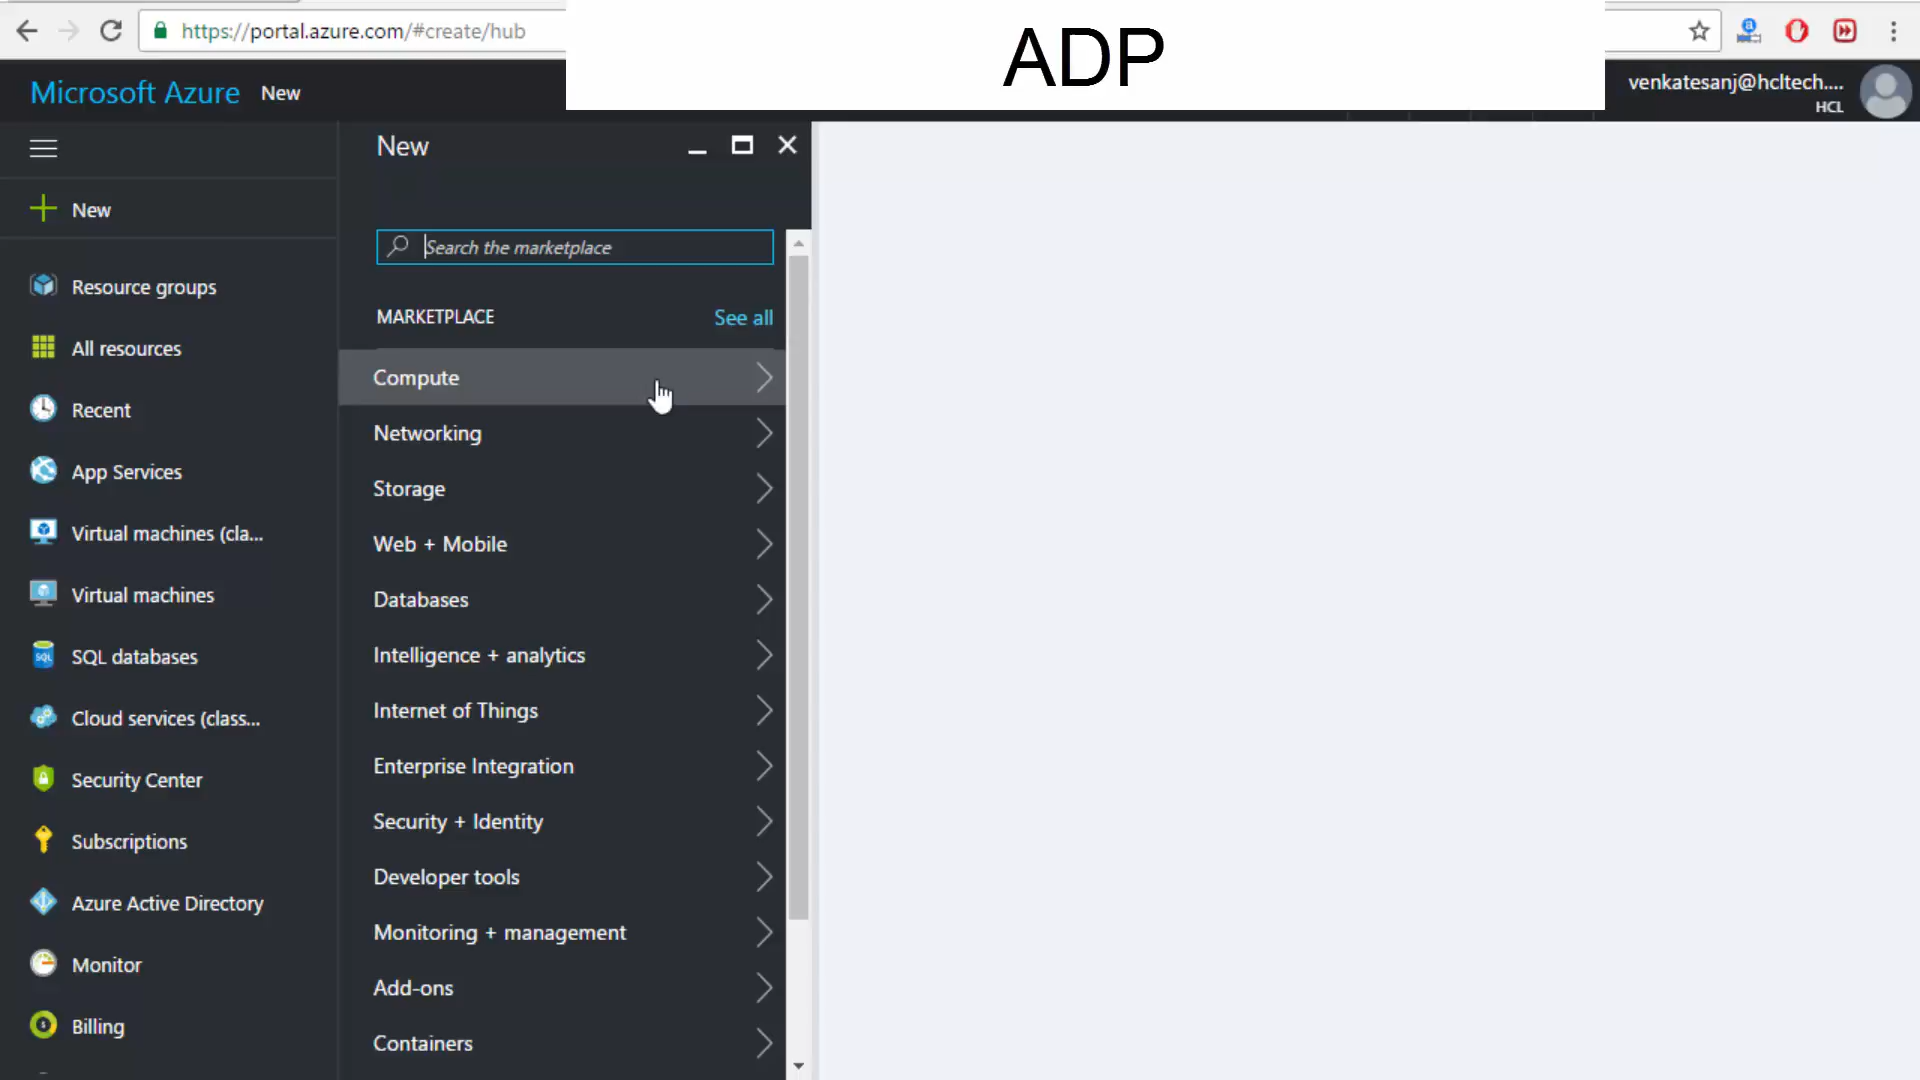 https://portal.azure.com/#create/hub
ADP
Microsoft Azure New
venkatesanj@hcltech....
HCL
New
New
Search the marketplace
MARKETPLACE See all
Resource groups
All resources
Recent
App Services
Virtual machines (cla...
Virtual machines
SQL databases
Cloud services (class...
Security Center
Subscriptions
Azure Active Directory
Monitor
Billing
Compute
Networking
Storage
Web + Mobile
Databases
Intelligence + analytics
Internet of Things
Enterprise Integration
Security + Identity
Developer tools
Monitoring + management
Add-ons
Containers